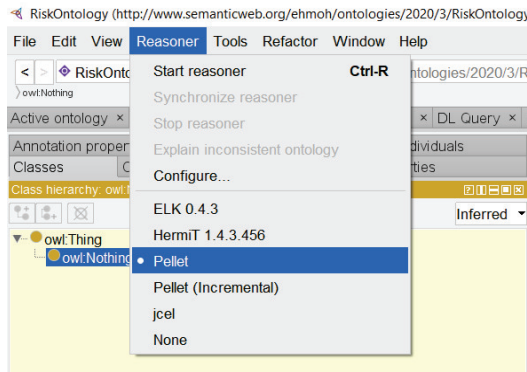 RiskOntology (http://www.semanticweb.org/ehmoh/ontologies/2020/3/RiskOntology
File Edit View Reasoner Tools Refactor Window Help
< > RiskOnto ntologies/2020/3/R
owl:Nothing
Active ontology × × DL Query ×
Annotation proper dividuals
Classes ties
Class hierarchy: owl:
Inferred
owl:Thing
owl:Nothing
Start reasoner Ctrl-R
Synchronize reasoner
Stop reasoner
Explain inconsistent ontology
Configure...
ELK 0.4.3
HermiT 1.4.3.456
Pellet
Pellet (Incremental)
jcel
None